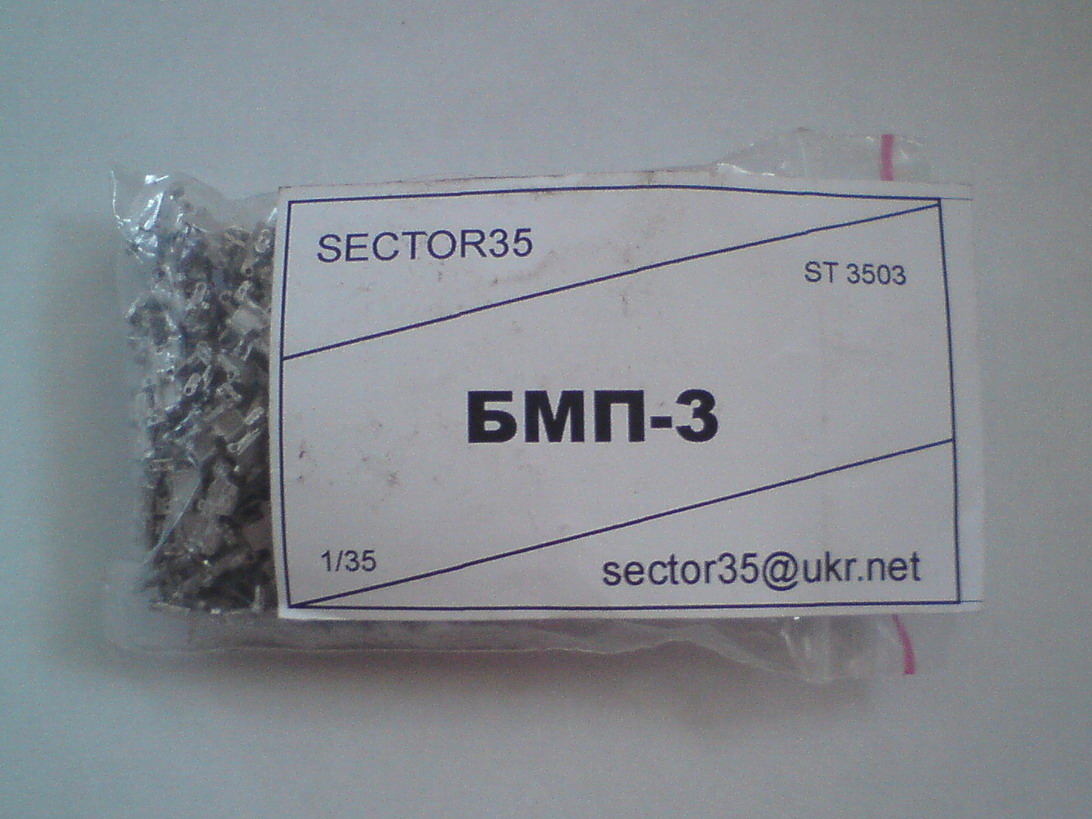 SECTOR35
ST 3503
БМП-3
1/35
sector35@ukr.net